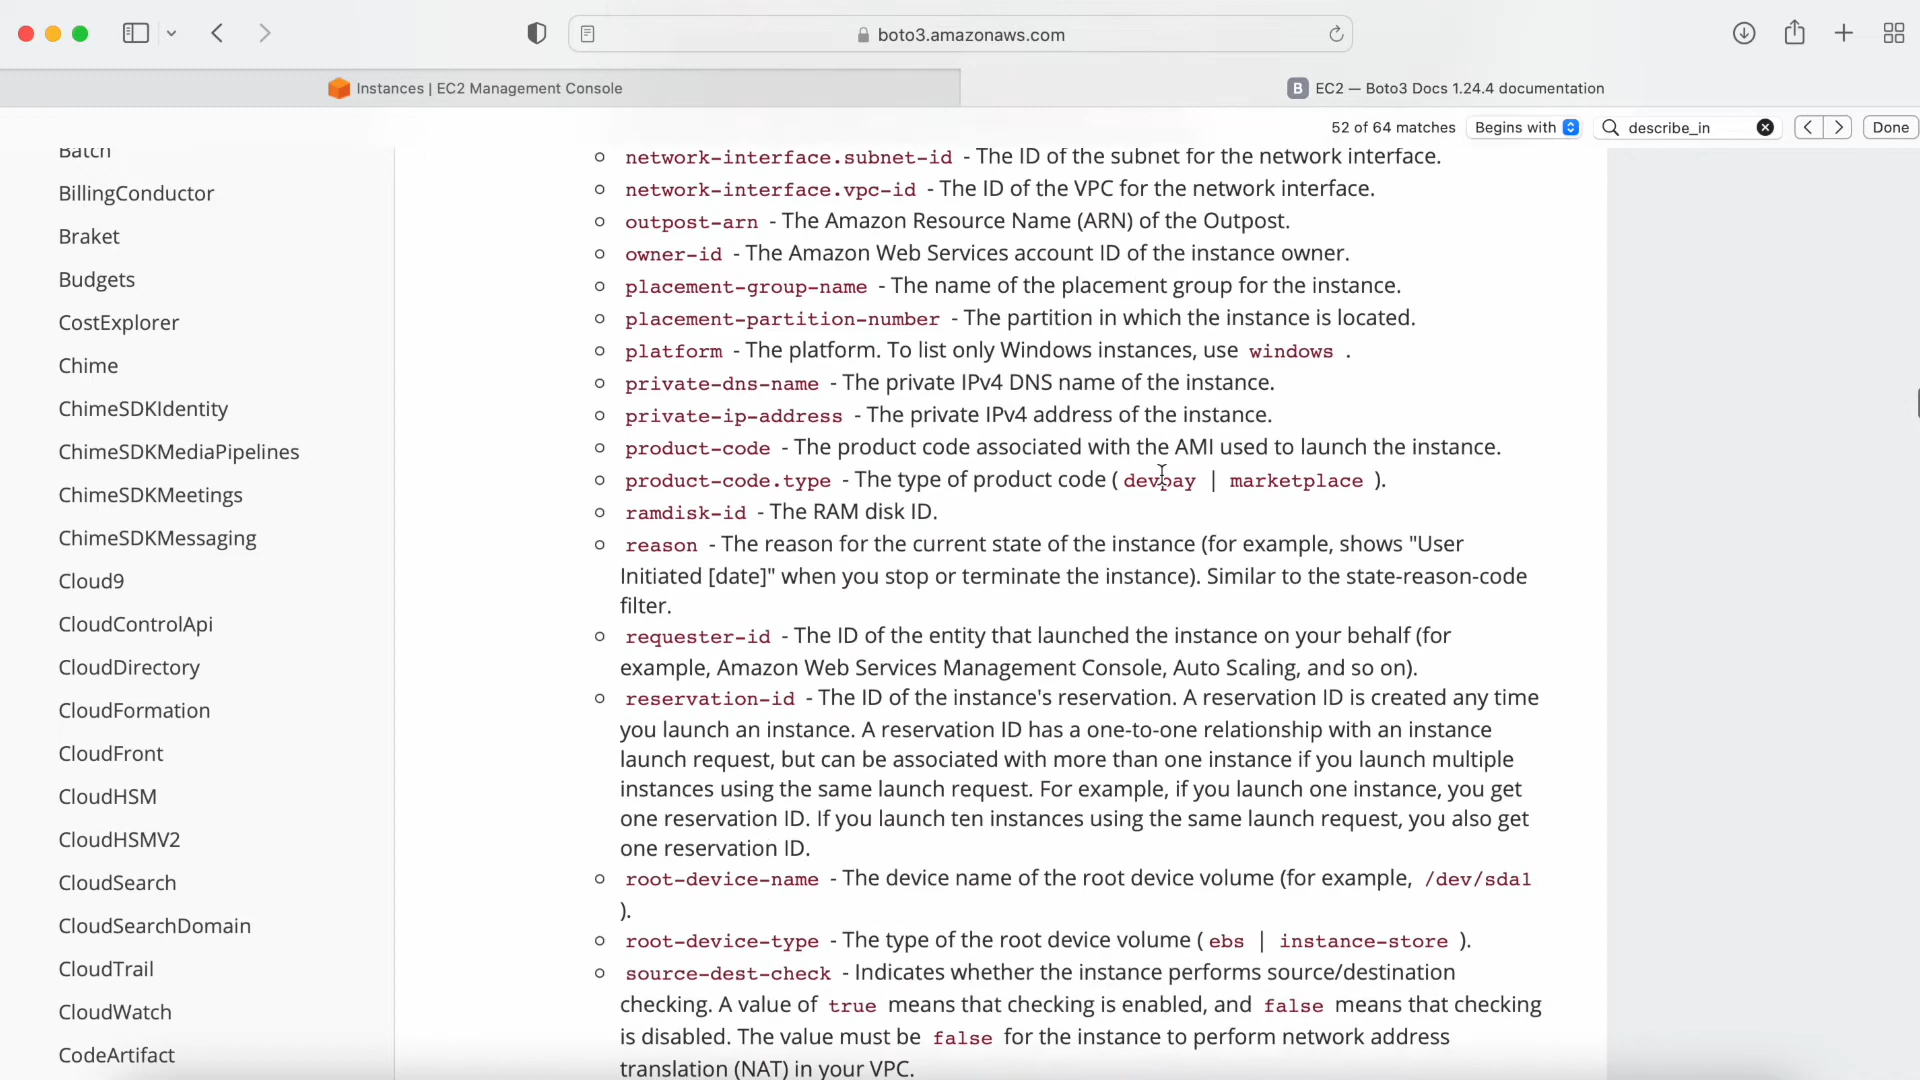 boto3.amazonaws.com
Instances | EC2 Management Console
B EC2 — Boto3 Docs 1.24.4 documentation
52 of 64 matches Begins with describe_in Done
Batch
BillingConductor
Braket
Budgets
CostExplorer
Chime
ChimeSDKIdentity
ChimeSDKMediaPipelines
ChimeSDKMeetings
ChimeSDKMessaging
Cloud9
CloudControlApi
CloudDirectory
CloudFormation
CloudFront
CloudHSM
CloudHSMV2
CloudSearch
CloudSearchDomain
CloudTrail
CloudWatch
CodeArtifact
network-interface.subnet-id - The ID of the subnet for the network interface.
network-interface.vpc-id - The ID of the VPC for the network interface.
outpost-arn - The Amazon Resource Name (ARN) of the Outpost.
owner-id - The Amazon Web Services account ID of the instance owner.
placement-group-name - The name of the placement group for the instance.
placement-partition-number - The partition in which the instance is located.
platform - The platform. To list only Windows instances, use windows .
private-dns-name - The private IPv4 DNS name of the instance.
private-ip-address - The private IPv4 address of the instance.
product-code - The product code associated with the AMI used to launch the instance.
product-code.type - The type of product code ( devpay | marketplace ).
ramdisk-id - The RAM disk ID.
reason - The reason for the current state of the instance (for example, shows "User
Initiated [date]" when you stop or terminate the instance). Similar to the state-reason-code
filter.
requester-id - The ID of the entity that launched the instance on your behalf (for
example, Amazon Web Services Management Console, Auto Scaling, and so on).
reservation-id - The ID of the instance's reservation. A reservation ID is created any time
you launch an instance. A reservation ID has a one-to-one relationship with an instance
launch request, but can be associated with more than one instance if you launch multiple
instances using the same launch request. For example, if you launch one instance, you get
one reservation ID. If you launch ten instances using the same launch request, you also get
one reservation ID.
root-device-name - The device name of the root device volume (for example, /dev/sda1
).
root-device-type - The type of the root device volume ( ebs | instance-store ).
source-dest-check - Indicates whether the instance performs source/destination
checking. A value of true means that checking is enabled, and false means that checking
is disabled. The value must be false for the instance to perform network address
translation (NAT) in your VPC.